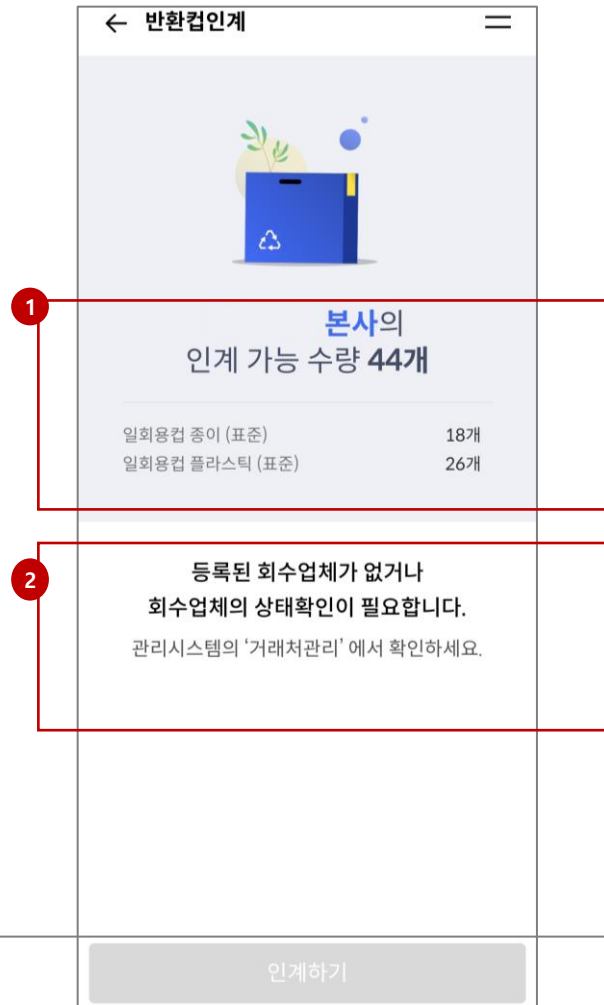 반환컵인계
1
본사의
인계 가능 수량 44개
일회용컵 종이 (표준) 18개
일회용컵 플라스틱 (표준) 26개
2
등록된 회수업체가 없거나
회수업체의 상태확인이 필요합니다.
관리시스템의 ‘거래처관리’ 에서 확인하세요.
인계하기